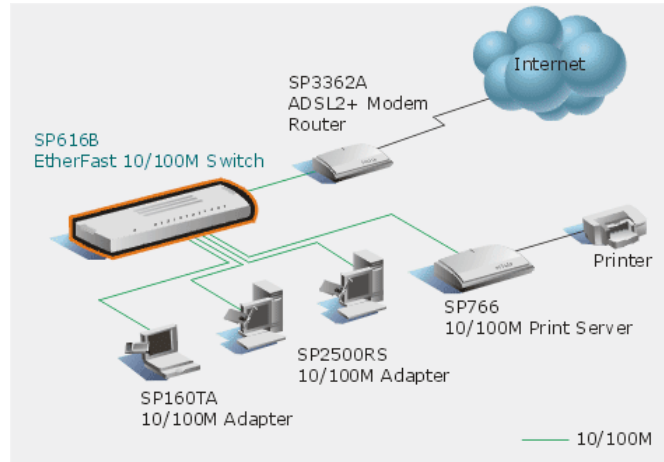 Internet
SP3362A
ADSL2+ Modem
Router
SP616B
EtherFast 10/100M Switch
Printer
SP766
10/100M Print Server
SP2500RS
10/100M Adapter
SP160TA
10/100M Adapter
10/100M